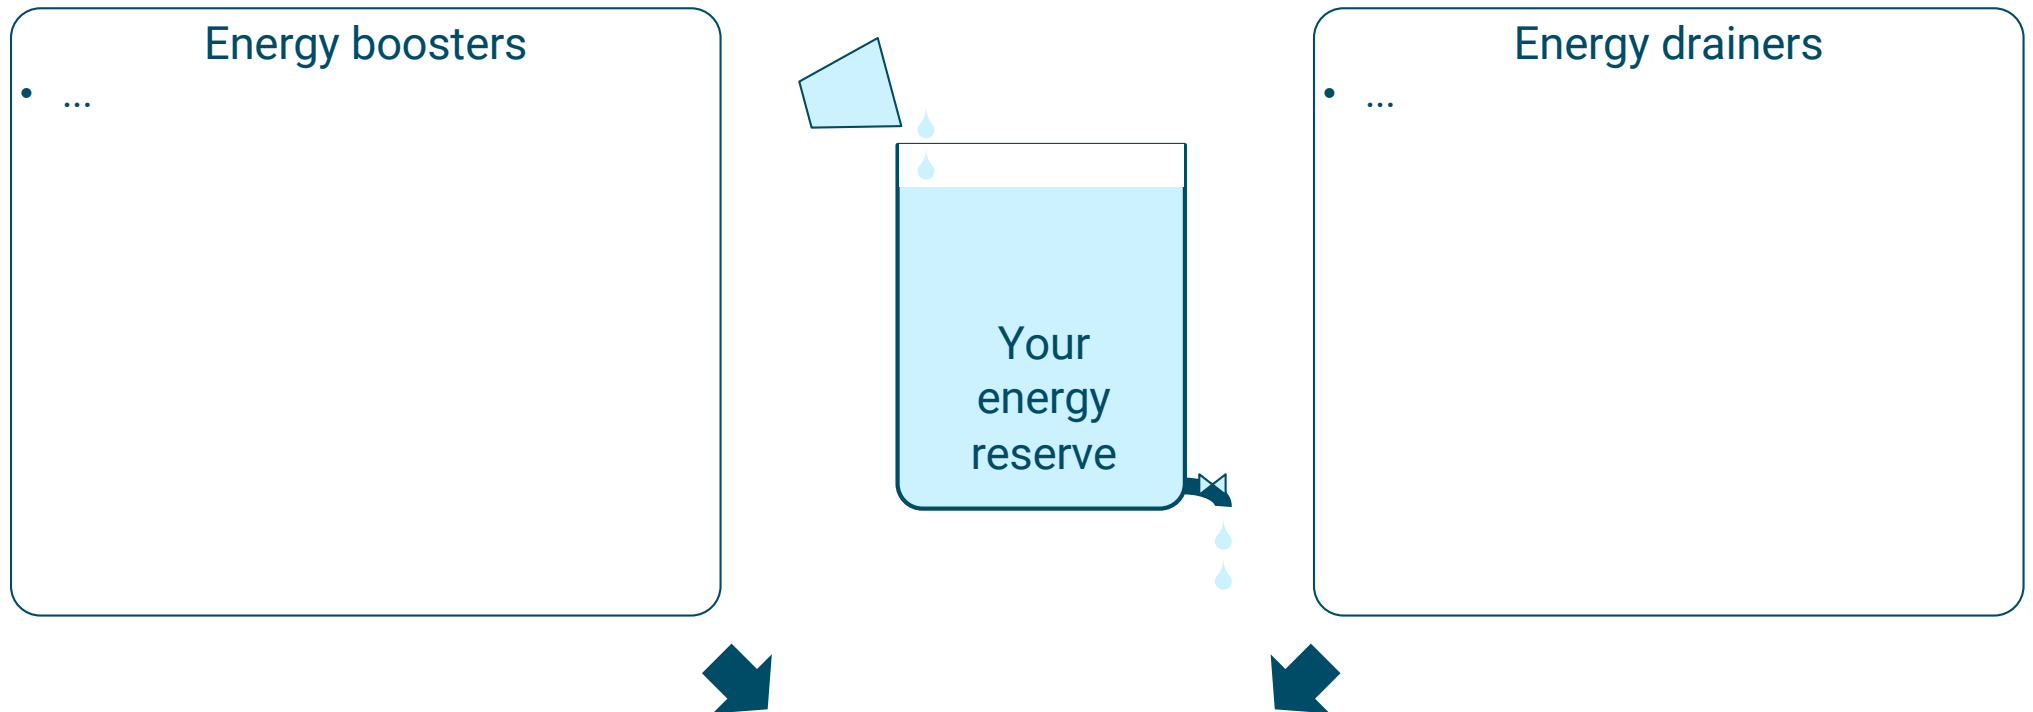 Energy boosters
• ...
Your
energy
reserve
Energy drainers
• ...